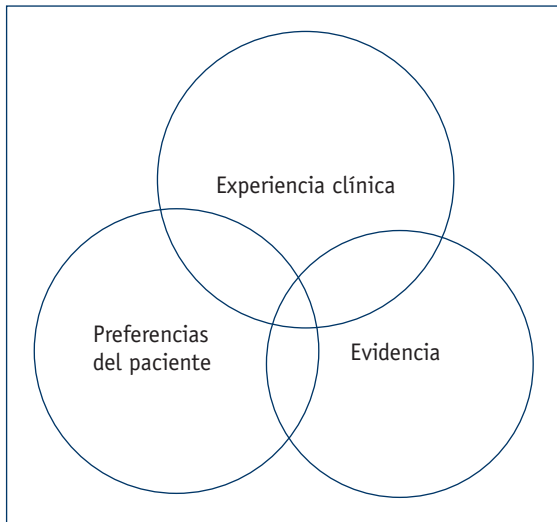 Experiencia clínica
Preferencias
del paciente
Evidencia